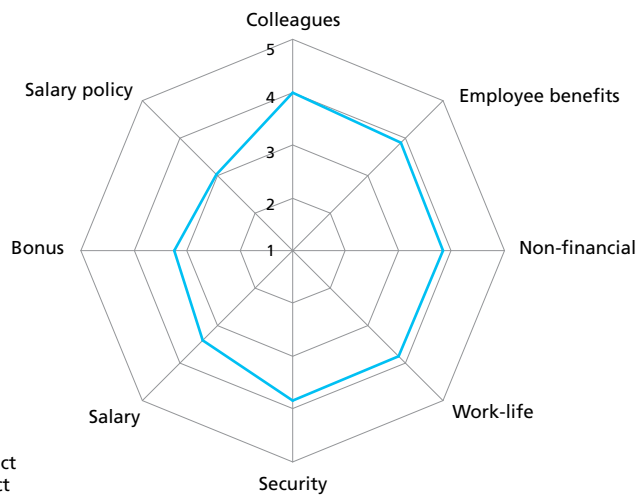 Colleagues
5
Salary policy
Employee benefits
4
3
2
Bonus
1
Non-financial
Salary
Work-life
Security